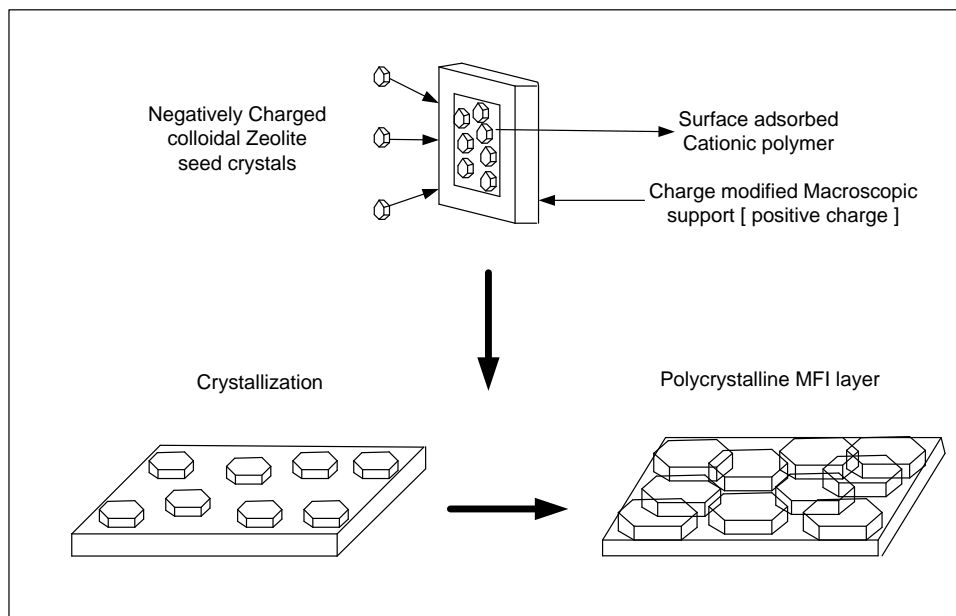 Negatively Charged
colloidal Zeolite
seed crystals
Surface adsorbed
Cationic polymer
Charge modified Macroscopic
support [ positive charge ]
Crystallization
Polycrystalline MFI layer